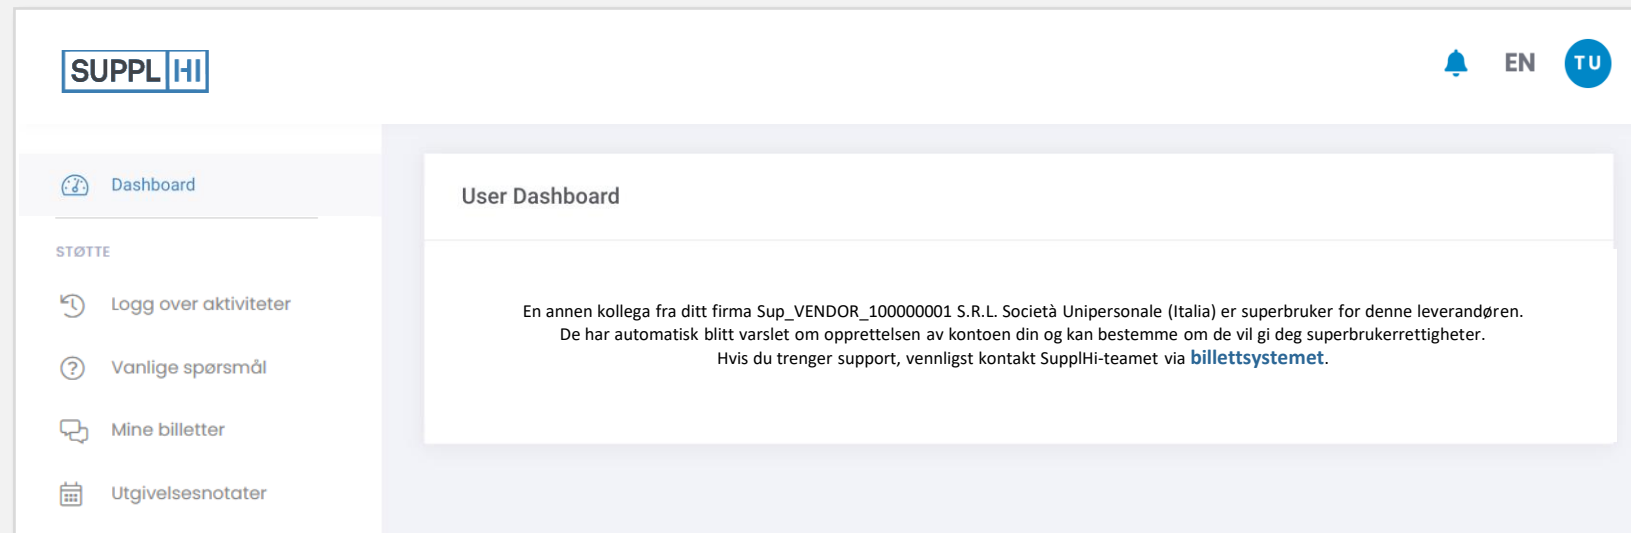 SUPPLHI
EN
TU
Dashboard
User Dashboard
STØTTE
Logg over aktiviteter
Vanlige spørsmål
Mine billetter
Utgivelsesnotater
En annen kollega fra ditt firma Sup_VENDOR_100000001 S.R.L. Società Unipersonale (Italia) er superbruker for denne leverandøren.
De har automatisk blitt varslet om opprettelsen av kontoen din og kan bestemme om de vil gi deg superbrukerrettigheter.
Hvis du trenger support, vennligst kontakt SupplHi-teamet via billettsystemet.